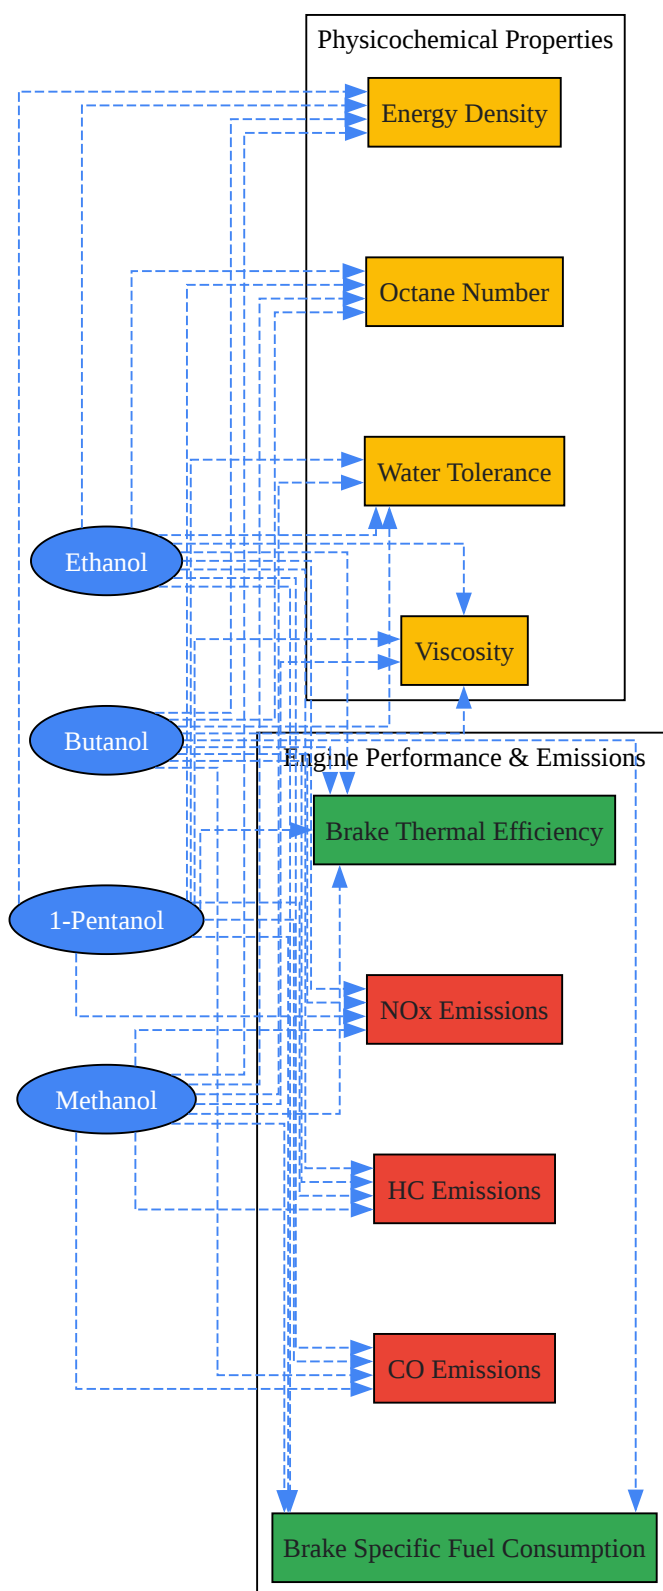 Physicochemical Properties
Energy Density
Octane Number
Water Tolerance
Ethanol
Viscosity
Butanol
Engine Performance & Emissions
Brake Thermal Efficiency
1-Pentanol
NOx Emissions
Methanol
HC Emissions
CO Emissions
Brake Specific Fuel Consumption